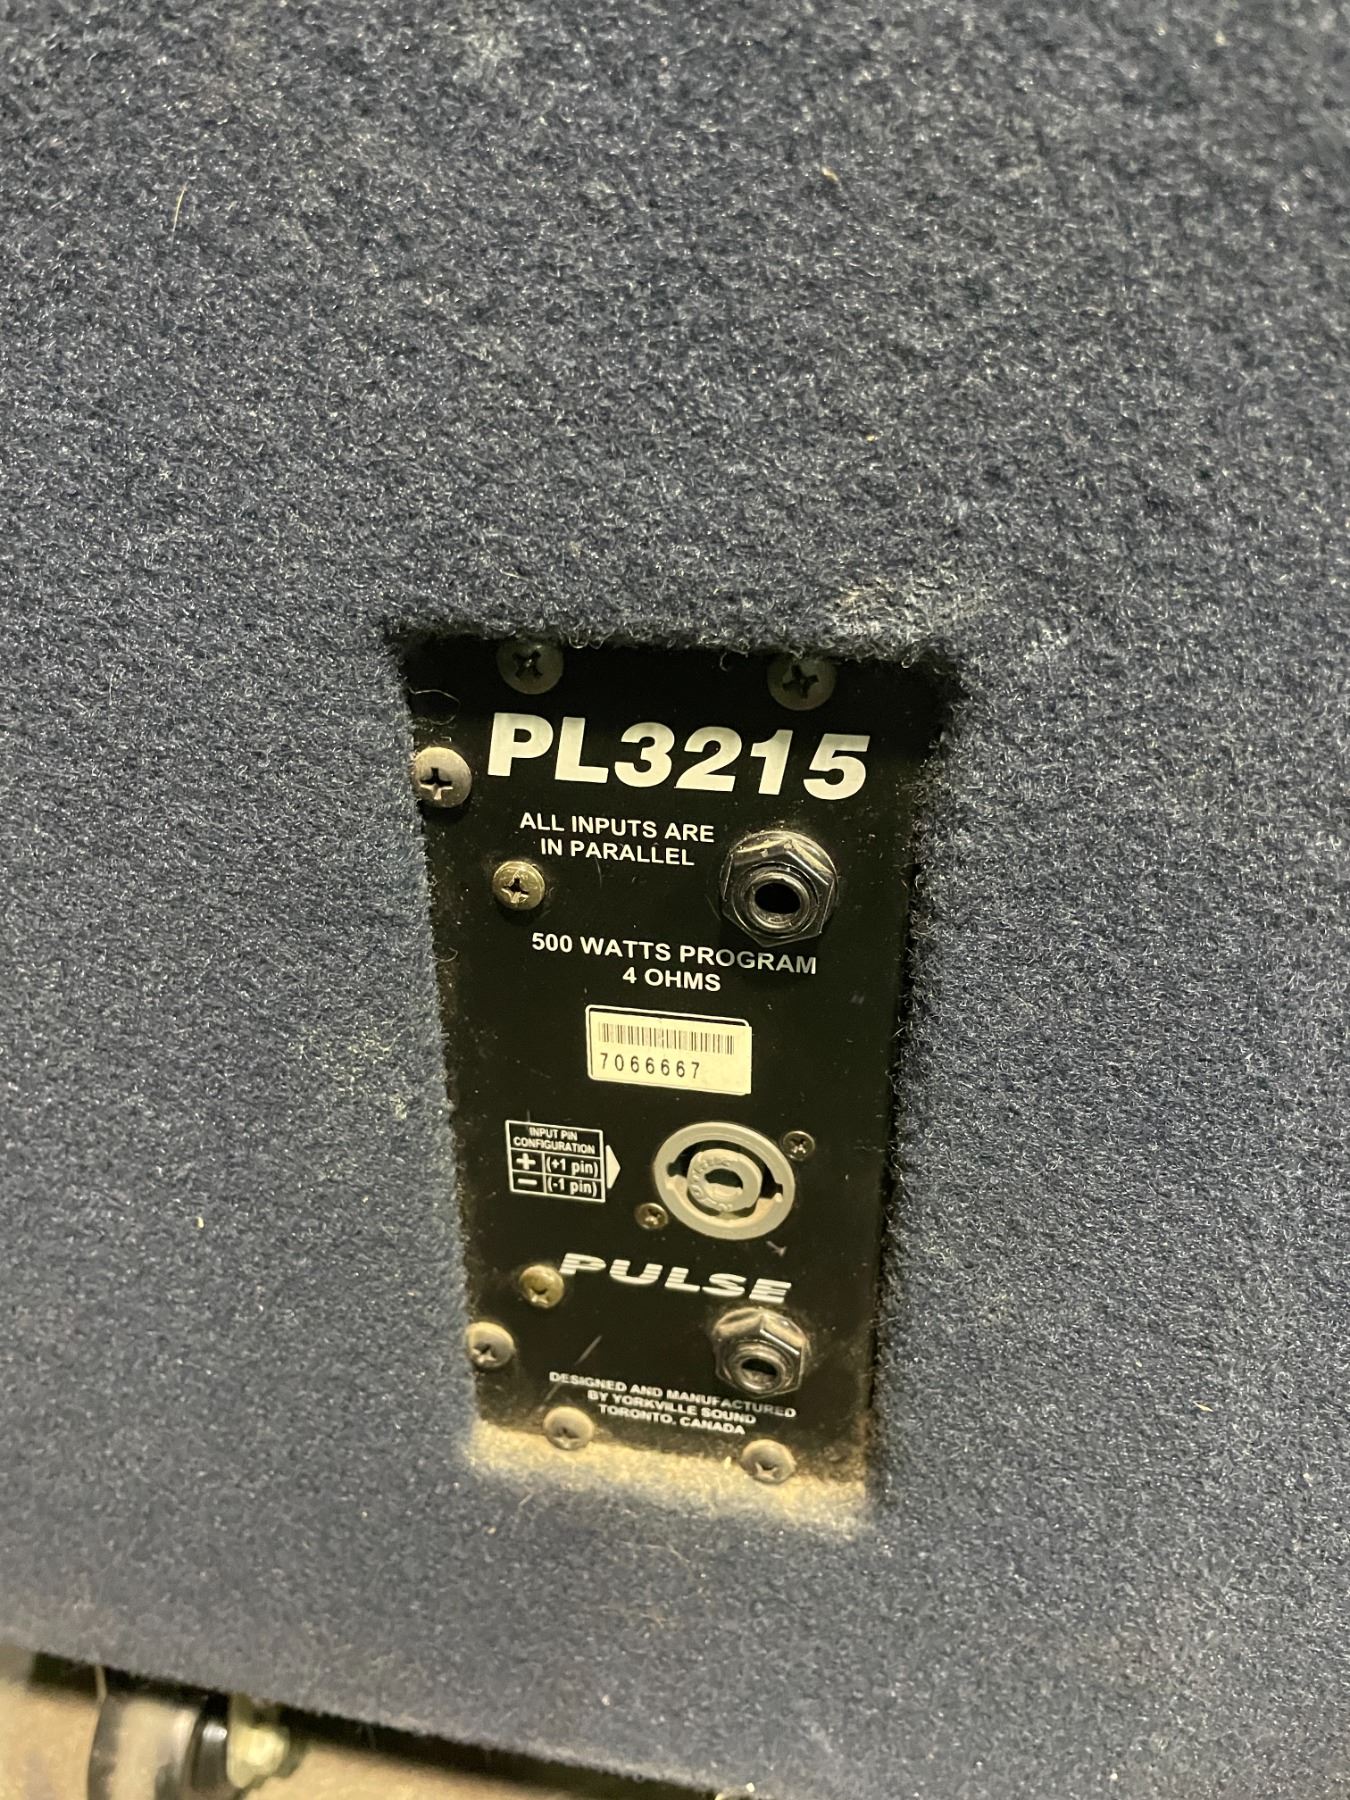 PL3215
ALL INPUTS ARE
IN PARALLEL
500 WATTS PROGRAM
4 OHMS
7066667
INPUT PIN
CONFIGURATION
+ (+1 pin)
− (-1 pin)
PULSE
DESIGNED AND MANUFACTURED
BY YORKVILLE SOUND
TORONTO, CANADA